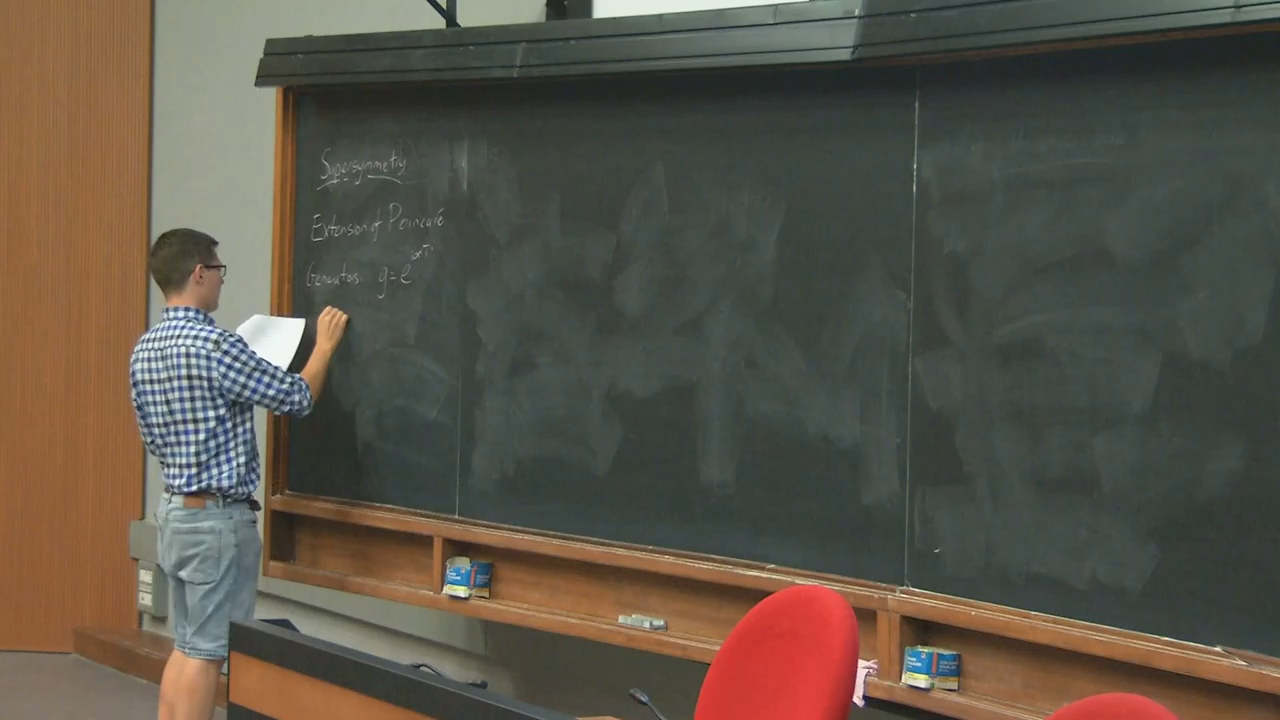 Supersymmetry
Extension of Poincaré
Generators: g = e